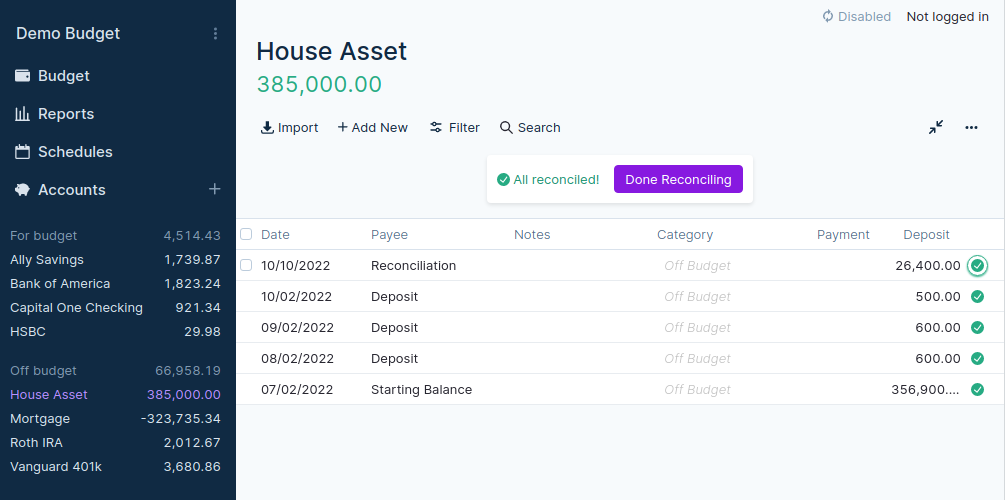 Demo Budget
Budget
Reports
Schedules
Accounts
For budget 4,514.43
Ally Savings 1,739.87
Bank of America 1,823.24
Capital One Checking 921.34
HSBC 29.98
Off budget 66,958.19
House Asset 385,000.00
Mortgage -323,735.34
Roth IRA 2,012.67
Vanguard 401k 3,680.86
Disabled Not logged in
House Asset
385,000.00
Import + Add New Filter Search
All reconciled! Done Reconciling
Date Payee Notes Category Payment Deposit
10/10/2022 Reconciliation Off Budget 26,400.00
10/02/2022 Deposit Off Budget 500.00
09/02/2022 Deposit Off Budget 600.00
08/02/2022 Deposit Off Budget 600.00
07/02/2022 Starting Balance Off Budget 356,900....